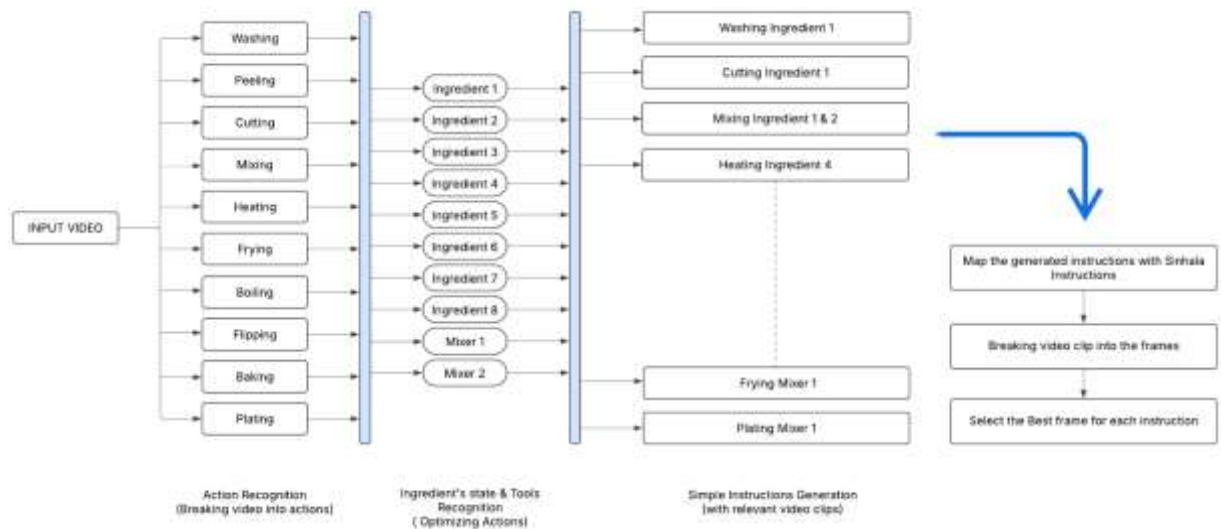 INPUT VIDEO
Washing
Peeling
Cutting
Mixing
Heating
Frying
Boiling
Flipping
Baking
Plating
Action Recognition
(Breaking video into actions)
Ingredient 1
Ingredient 2
Ingredient 3
Ingredient 4
Ingredient 5
Ingredient 6
Ingredient 7
Ingredient 8
Mixer 1
Mixer 2
Ingredient's state & Tools
Recognition
( Optimizing Actions)
Washing Ingredient 1
Cutting Ingredient 1
Mixing Ingredient 1 & 2
Heating Ingredient 4
Frying Mixer 1
Plating Mixer 1
Simple Instructions Generation
(with relevant video clips)
Map the generated instructions with Sinhala
Instructions
Breaking video clip into the frames
Select the Best frame for each instruction